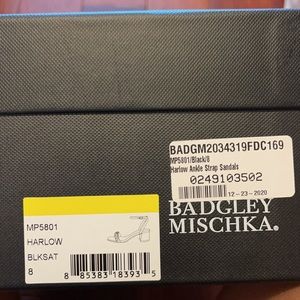 BADGM2034319FDC169
MP5801/Black/8
Harlow Ankle Strap Sandals
0249103502
12-23-2020
BADGLEY
MISCHKA.
MP5801
HARLOW
BLKSAT
8
8 85383 18393 5